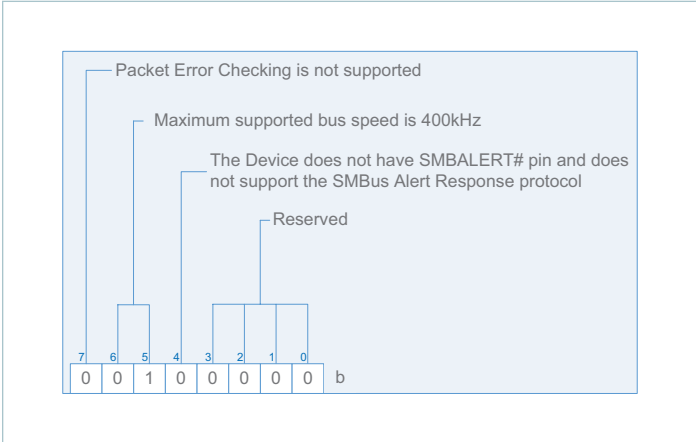 Packet Error Checking is not supported
Maximum supported bus speed is 400kHz
The Device does not have SMBALERT# pin and does
not support the SMBus Alert Response protocol
Reserved
7 6 5 4 3 2 1 0
0 0 1 0 0 0 0 0 b